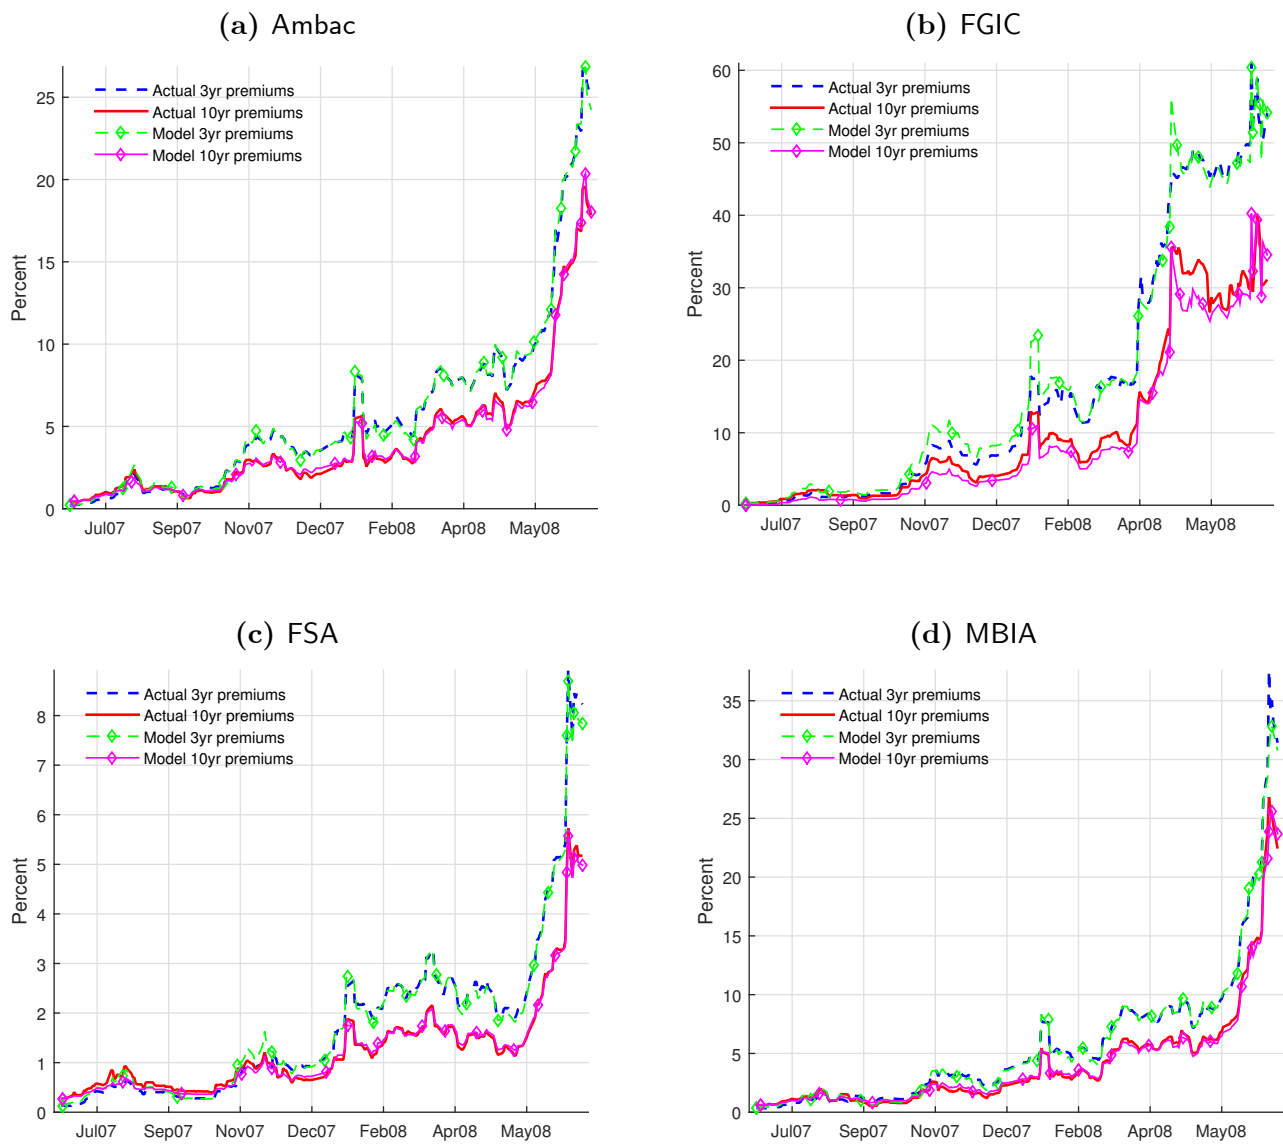 (a) Ambac
Percent
25
20
15
10
5
0
Actual 3yr premiums
Actual 10yr premiums
Model 3yr premiums
Model 10yr premiums
Jul07 Sep07 Nov07 Dec07 Feb08 Apr08 May08
(b) FGIC
Percent
60
50
40
30
20
10
0
Actual 3yr premiums
Actual 10yr premiums
Model 3yr premiums
Model 10yr premiums
Jul07 Sep07 Nov07 Dec07 Feb08 Apr08 May08
(c) FSA
Percent
8
7
6
5
4
3
2
1
0
Actual 3yr premiums
Actual 10yr premiums
Model 3yr premiums
Model 10yr premiums
Jul07 Sep07 Nov07 Dec07 Feb08 Apr08 May08
(d) MBIA
Percent
35
30
25
20
15
10
5
0
Actual 3yr premiums
Actual 10yr premiums
Model 3yr premiums
Model 10yr premiums
Jul07 Sep07 Nov07 Dec07 Feb08 Apr08 May08